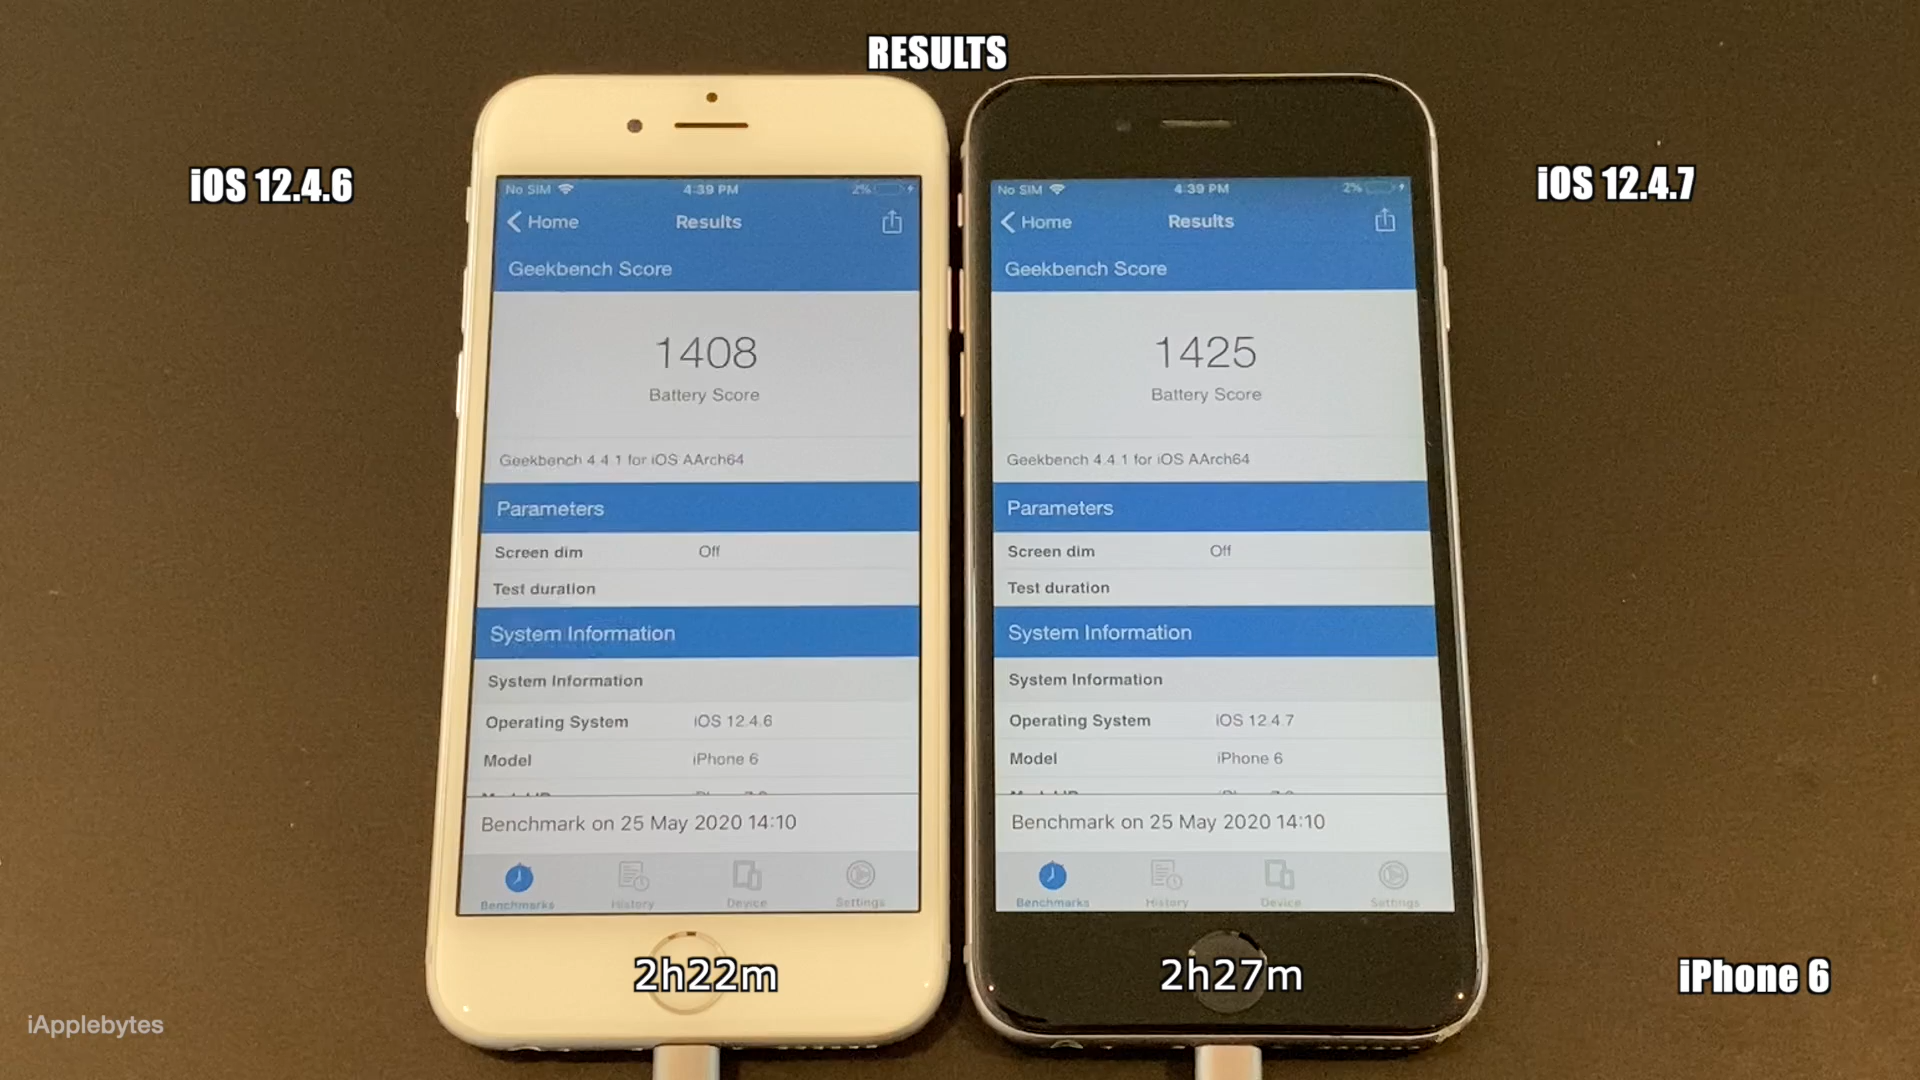 RESULTS
iOS 12.4.6
iOS 12.4.7
No SIM 4:39 PM 2%
Home Results
Geekbench Score
1408
Battery Score
Geekbench 4.4.1 for iOS AArch64
Parameters
Screen dim Off
Test duration
System Information
System Information
Operating System iOS 12.4.6
Model iPhone 6
Benchmark on 25 May 2020 14:10
Benchmarks History Device Settings
2h22m
No SIM 4:39 PM 2%
Home Results
Geekbench Score
1425
Battery Score
Geekbench 4.4.1 for iOS AArch64
Parameters
Screen dim Off
Test duration
System Information
System Information
Operating System iOS 12.4.7
Model iPhone 6
Benchmark on 25 May 2020 14:10
Benchmarks History Device Settings
2h27m
iPhone 6
iApplebytes